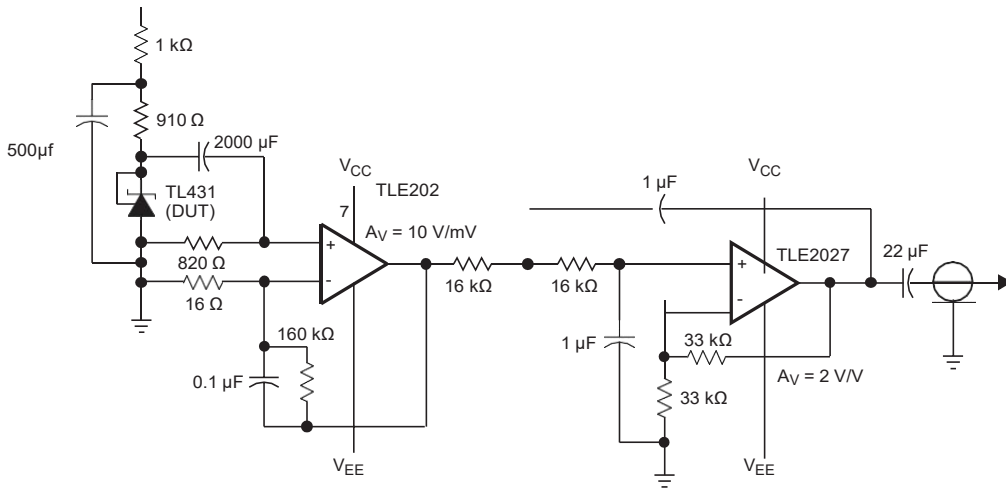 1 kΩ
910 Ω
2000 µF
500µf
TL431
(DUT)
820 Ω
16 Ω
160 kΩ
0.1 µF
VCC
TLE202
7
AV = 10 V/mV
+
-
VEE
16 kΩ
16 kΩ
1 µF
1 µF
VCC
TLE2027
+
-
22 µF
33 kΩ
AV = 2 V/V
33 kΩ
VEE